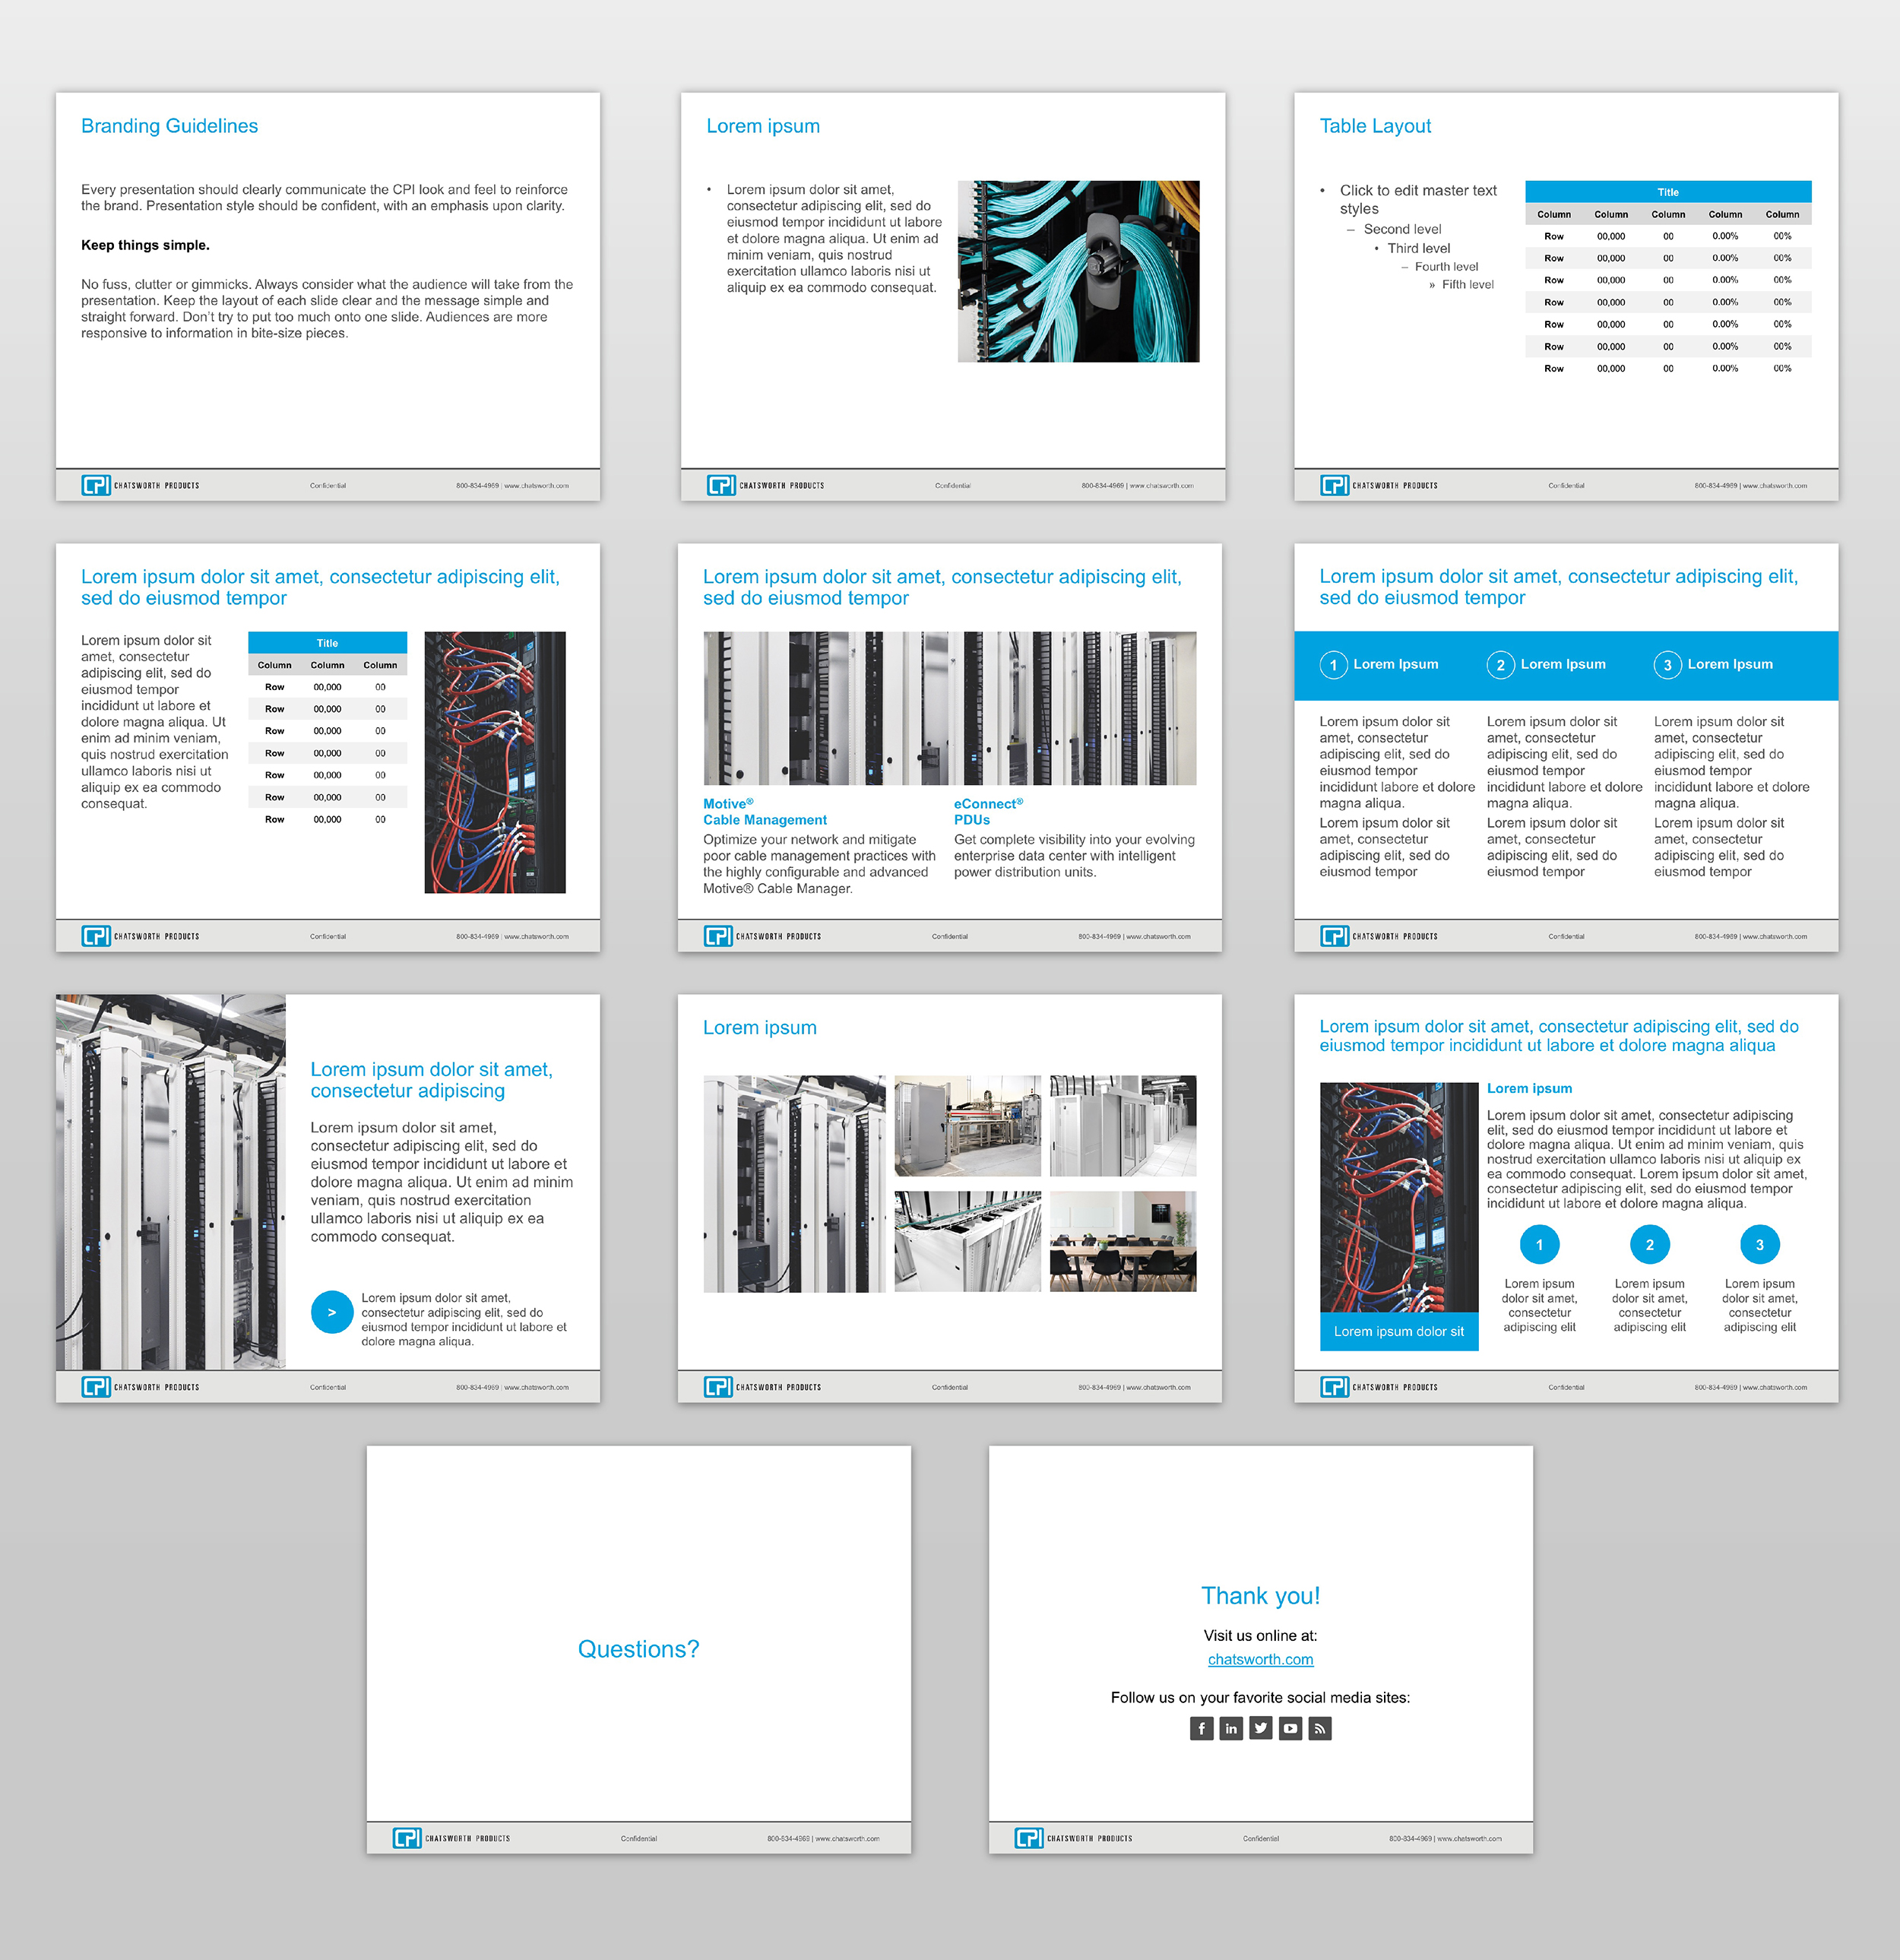 Branding Guidelines
Every presentation should clearly communicate the CPI look and feel to reinforce
the brand. Presentation style should be confident, with an emphasis upon clarity.
Keep things simple.
No fuss, clutter or gimmicks. Always consider what the audience will take from the
presentation. Keep the layout of each slide clear and the message simple and
straight forward. Don't try to put too much onto one slide. Audiences are more
responsive to information in bite-size pieces.
CPI CHATSWORTH PRODUCTS Confidential 800-834-4969 | www.chatsworth.com
Lorem ipsum
• Lorem ipsum dolor sit amet,
consectetur adipiscing elit, sed do
eiusmod tempor incididunt ut labore
et dolore magna aliqua. Ut enim ad
minim veniam, quis nostrud
exercitation ullamco laboris nisi ut
aliquip ex ea commodo consequat.
CPI CHATSWORTH PRODUCTS Confidential 800-834-4969 | www.chatsworth.com
Table Layout
• Click to edit master text
styles
– Second level
• Third level
– Fourth level
» Fifth level
Title
Column Column Column Column Column
Row 00,000 00 0.00% 00%
Row 00,000 00 0.00% 00%
Row 00,000 00 0.00% 00%
Row 00,000 00 0.00% 00%
Row 00,000 00 0.00% 00%
Row 00,000 00 0.00% 00%
Row 00,000 00 0.00% 00%
CPI CHATSWORTH PRODUCTS Confidential 800-834-4969 | www.chatsworth.com
Lorem ipsum dolor sit amet, consectetur adipiscing elit,
sed do eiusmod tempor
Lorem ipsum dolor sit
amet, consectetur
adipiscing elit, sed do
eiusmod tempor
incididunt ut labore et
dolore magna aliqua. Ut
enim ad minim veniam,
quis nostrud exercitation
ullamco laboris nisi ut
aliquip ex ea commodo
consequat.
Title
Column Column Column
Row 00,000 00
Row 00,000 00
Row 00,000 00
Row 00,000 00
Row 00,000 00
Row 00,000 00
Row 00,000 00
CPI CHATSWORTH PRODUCTS Confidential 800-834-4969 | www.chatsworth.com
Lorem ipsum dolor sit amet, consectetur adipiscing elit,
sed do eiusmod tempor
Motive®
Cable Management
Optimize your network and mitigate
poor cable management practices with
the highly configurable and advanced
Motive® Cable Manager.
eConnect®
PDUs
Get complete visibility into your evolving
enterprise data center with intelligent
power distribution units.
CPI CHATSWORTH PRODUCTS Confidential 800-834-4969 | www.chatsworth.com
Lorem ipsum dolor sit amet, consectetur adipiscing elit,
sed do eiusmod tempor
1 Lorem Ipsum
2 Lorem Ipsum
3 Lorem Ipsum
Lorem ipsum dolor sit
amet, consectetur
adipiscing elit, sed do
eiusmod tempor
incididunt ut labore et dolore
magna aliqua.
Lorem ipsum dolor sit
amet, consectetur
adipiscing elit, sed do
eiusmod tempor
Lorem ipsum dolor sit
amet, consectetur
adipiscing elit, sed do
eiusmod tempor
incididunt ut labore et dolore
magna aliqua.
Lorem ipsum dolor sit
amet, consectetur
adipiscing elit, sed do
eiusmod tempor
Lorem ipsum dolor sit
amet, consectetur
adipiscing elit, sed do
eiusmod tempor
incididunt ut labore et dolore
magna aliqua.
Lorem ipsum dolor sit
amet, consectetur
adipiscing elit, sed do
eiusmod tempor
CPI CHATSWORTH PRODUCTS Confidential 800-834-4969 | www.chatsworth.com
Lorem ipsum dolor sit amet,
consectetur adipiscing
Lorem ipsum dolor sit amet,
consectetur adipiscing elit, sed do
eiusmod tempor incididunt ut labore et
dolore magna aliqua. Ut enim ad minim
veniam, quis nostrud exercitation
ullamco laboris nisi ut aliquip ex ea
commodo consequat.
>
Lorem ipsum dolor sit amet,
consectetur adipiscing elit, sed do
eiusmod tempor incididunt ut labore et
dolore magna aliqua.
CPI CHATSWORTH PRODUCTS Confidential 800-834-4969 | www.chatsworth.com
Lorem ipsum
CPI CHATSWORTH PRODUCTS Confidential 800-834-4969 | www.chatsworth.com
Lorem ipsum dolor sit amet, consectetur adipiscing elit, sed do
eiusmod tempor incididunt ut labore et dolore magna aliqua
Lorem ipsum dolor sit
Lorem ipsum
Lorem ipsum dolor sit amet, consectetur adipiscing
elit, sed do eiusmod tempor incididunt ut labore et
dolore magna aliqua. Ut enim ad minim veniam, quis
nostrud exercitation ullamco laboris nisi ut aliquip ex
ea commodo consequat. Lorem ipsum dolor sit amet,
consectetur adipiscing elit, sed do eiusmod tempor
incididunt ut labore et dolore magna aliqua.
1
Lorem ipsum
dolor sit amet,
consectetur
adipiscing elit
2
Lorem ipsum
dolor sit amet,
consectetur
adipiscing elit
3
Lorem ipsum
dolor sit amet,
consectetur
adipiscing elit
CPI CHATSWORTH PRODUCTS Confidential 800-834-4969 | www.chatsworth.com
Questions?
CPI CHATSWORTH PRODUCTS Confidential 800-834-4969 | www.chatsworth.com
Thank you!
Visit us online at:
chatsworth.com
Follow us on your favorite social media sites:
f in
CPI CHATSWORTH PRODUCTS Confidential 800-834-4969 | www.chatsworth.com